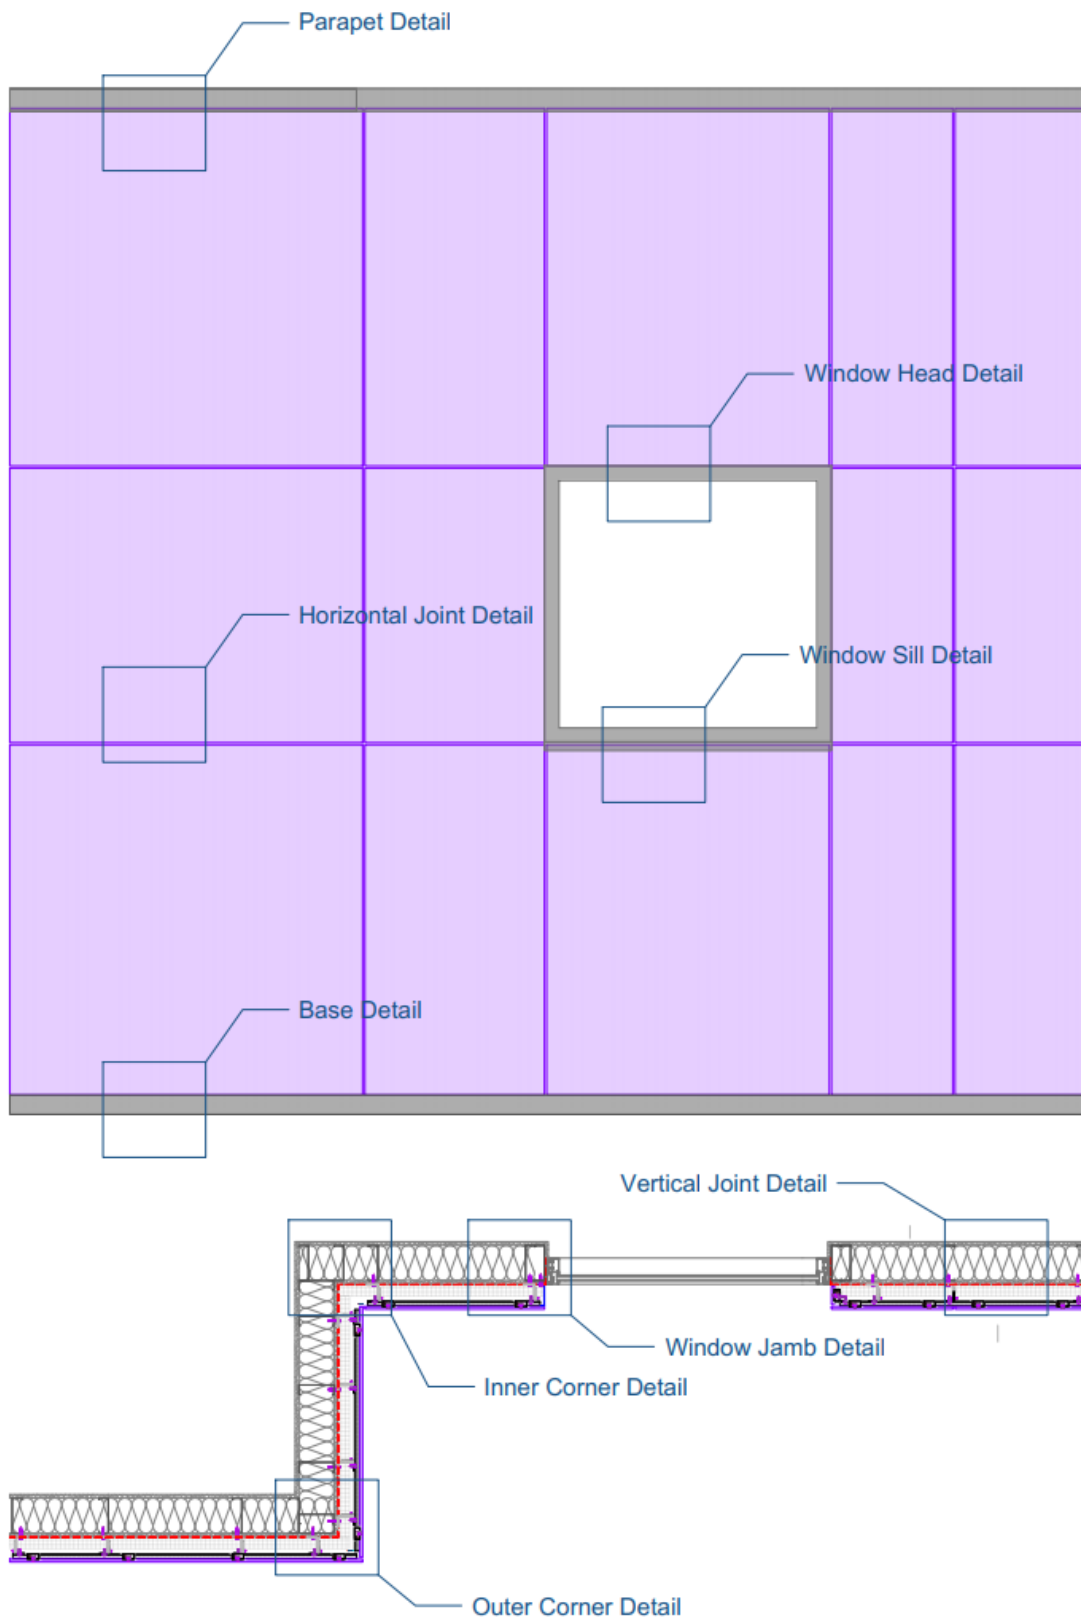 Parapet Detail
Window Head Detail
Horizontal Joint Detail
Window Sill Detail
Base Detail
Vertical Joint Detail
Window Jamb Detail
Inner Corner Detail
Outer Corner Detail